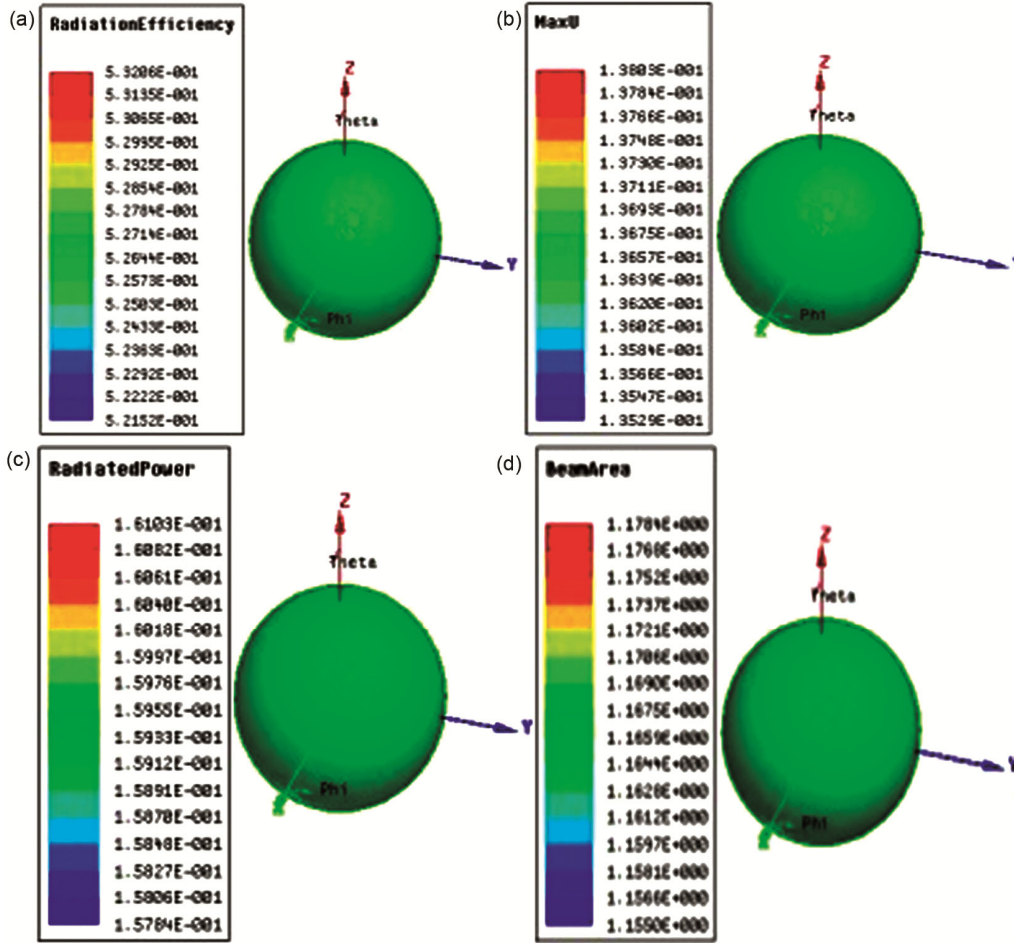 (a)
RadiationEfficiency
5.3206E-001
5.3135E-001
5.3065E-001
5.2995E-001
5.2925E-001
5.2854E-001
5.2784E-001
5.2714E-001
5.2644E-001
5.2573E-001
5.2503E-001
5.2433E-001
5.2363E-001
5.2292E-001
5.2222E-001
5.2152E-001
Z
Theta
Y
Phi
(b)
MaxU
1.3803E-001
1.3784E-001
1.3766E-001
1.3748E-001
1.3730E-001
1.3711E-001
1.3693E-001
1.3675E-001
1.3657E-001
1.3639E-001
1.3620E-001
1.3602E-001
1.3584E-001
1.3566E-001
1.3547E-001
1.3529E-001
Z
Theta
Phi
(c)
RadiatedPower
1.6103E-001
1.6082E-001
1.6061E-001
1.6040E-001
1.6018E-001
1.5997E-001
1.5976E-001
1.5955E-001
1.5933E-001
1.5912E-001
1.5891E-001
1.5870E-001
1.5848E-001
1.5827E-001
1.5806E-001
1.5784E-001
Z
Theta
Y
Phi
(d)
BeamArea
1.1784E+000
1.1768E+000
1.1752E+000
1.1737E+000
1.1721E+000
1.1706E+000
1.1690E+000
1.1675E+000
1.1659E+000
1.1644E+000
1.1628E+000
1.1612E+000
1.1597E+000
1.1581E+000
1.1566E+000
1.1550E+000
Z
Theta
Y
Phi